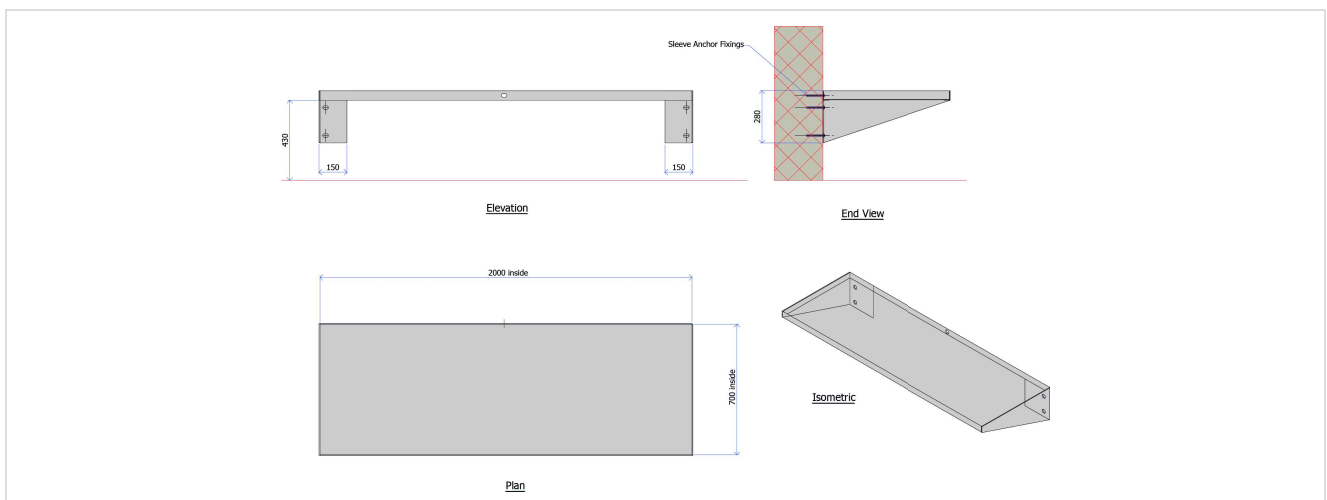 Sleeve Anchor Fixings
430
150
150
280
Elevation
End View
2000 inside
700 inside
Isometric
Plan